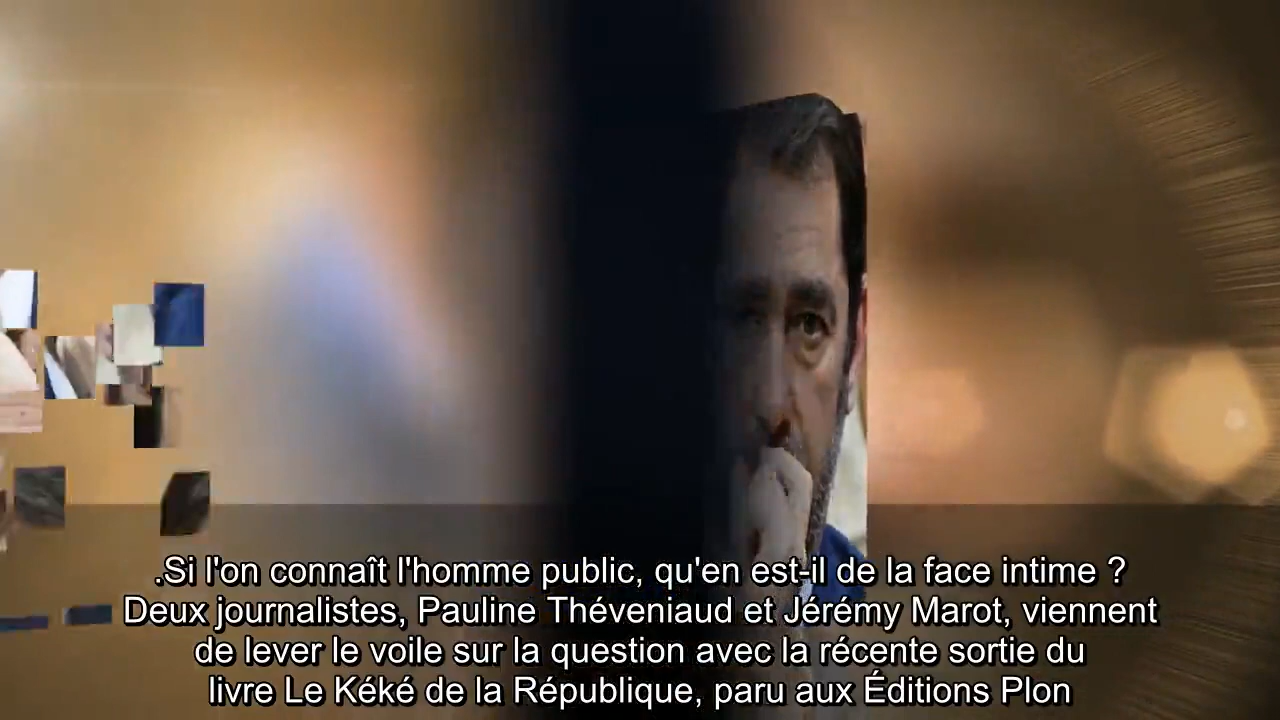 .Si l'on connaît l'homme public, qu'en est-il de la face intime ?
Deux journalistes, Pauline Théveniaud et Jérémy Marot, viennent
de lever le voile sur la question avec la récente sortie du
livre Le Kéké de la République, paru aux Éditions Plon